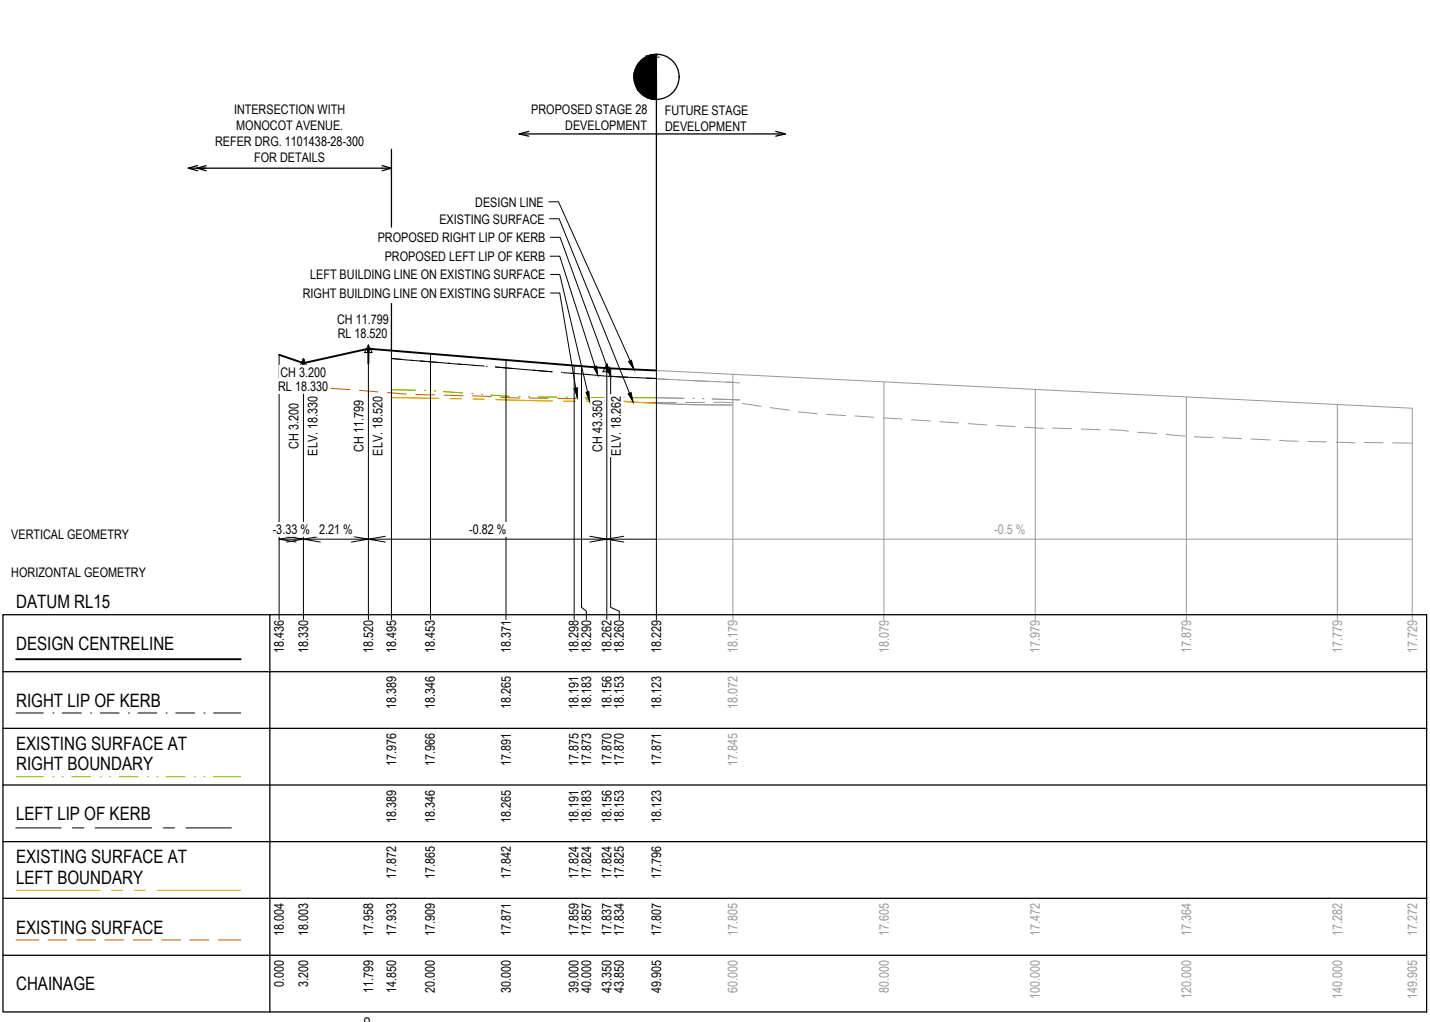 INTERSECTION WITH
MONOCOT AVENUE.
REFER DRG. 1101438-28-300
FOR DETAILS
PROPOSED STAGE 28
DEVELOPMENT
FUTURE STAGE
DEVELOPMENT
DESIGN LINE
EXISTING SURFACE
PROPOSED RIGHT LIP OF KERB
PROPOSED LEFT LIP OF KERB
LEFT BUILDING LINE ON EXISTING SURFACE
RIGHT BUILDING LINE ON EXISTING SURFACE
CH 11.799
RL 18.520
CH 3.200
RL 18.330
CH 3.200
ELV. 18.330
CH 11.799
ELV. 18.520
CH 43.350
ELV. 18.262
VERTICAL GEOMETRY
-3.33 % 2.21 % -0.82 % -0.5 %
HORIZONTAL GEOMETRY
DATUM RL15
DESIGN CENTRELINE
18.436 18.330 18.520 18.495 18.453 18.371 18.298 18.290 18.262 18.260 18.229 18.179 18.079 17.979 17.879 17.779 17.729
RIGHT LIP OF KERB
18.389 18.346 18.265 18.191 18.183 18.156 18.153 18.123 18.072
EXISTING SURFACE AT
RIGHT BOUNDARY
17.976 17.966 17.891 17.875 17.873 17.870 17.870 17.871 17.845
LEFT LIP OF KERB
18.389 18.346 18.265 18.191 18.183 18.156 18.153 18.123
EXISTING SURFACE AT
LEFT BOUNDARY
17.872 17.865 17.842 17.824 17.824 17.824 17.825 17.796
EXISTING SURFACE
18.004 18.003 17.958 17.933 17.909 17.871 17.859 17.857 17.837 17.834 17.807 17.805 17.605 17.472 17.364 17.282 17.272
CHAINAGE
0.000 3.200 11.799 14.850 20.000 30.000 39.000 40.000 43.350 43.850 49.905 60.000 80.000 100.000 120.000 140.000 149.905